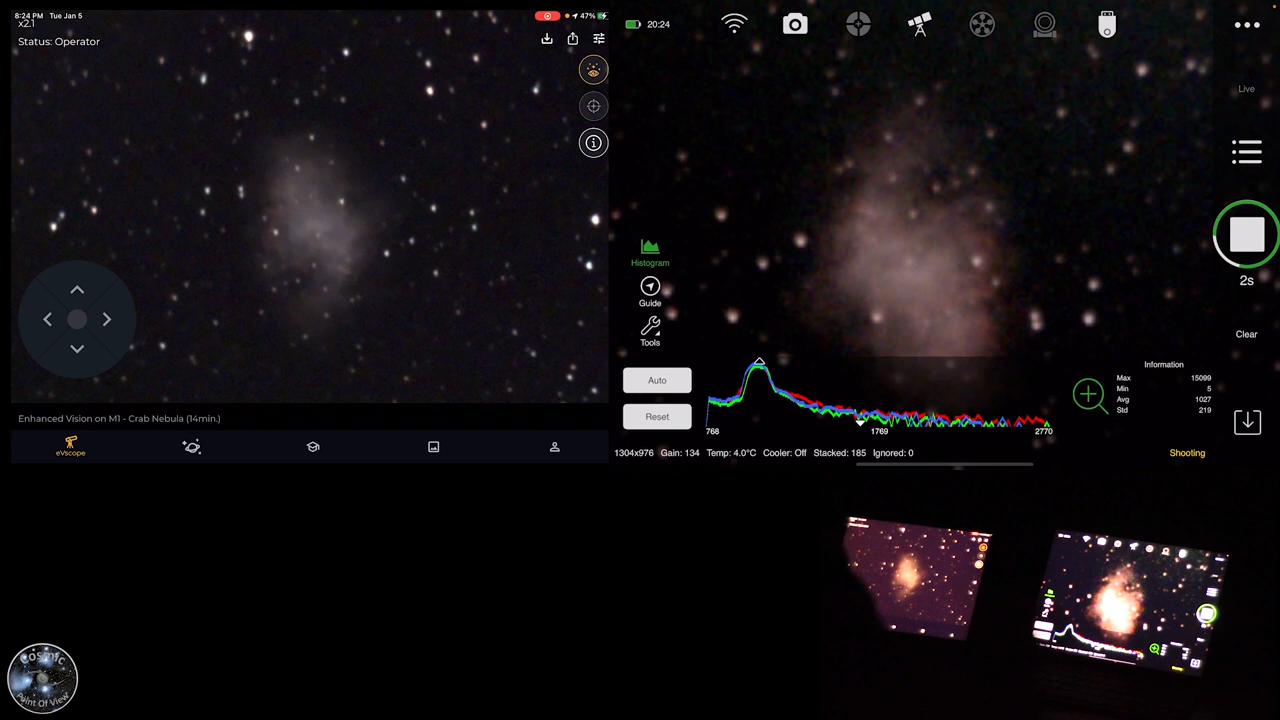 8:24 PM Tue Jan 5
47%
x2.1
Status: Operator
Enhanced Vision on M1 - Crab Nebula (14min.)
eVscope
20:24
Live
Histogram
Guide
Tools
2s
Clear
Auto
Reset
768
1769
2770
Information
Max 15099
Min 5
Avg 1027
Std 219
1304x976 Gain: 134 Temp: 4.0°C Cooler: Off Stacked: 185 Ignored: 0
Shooting
Cosmic
Point Of View